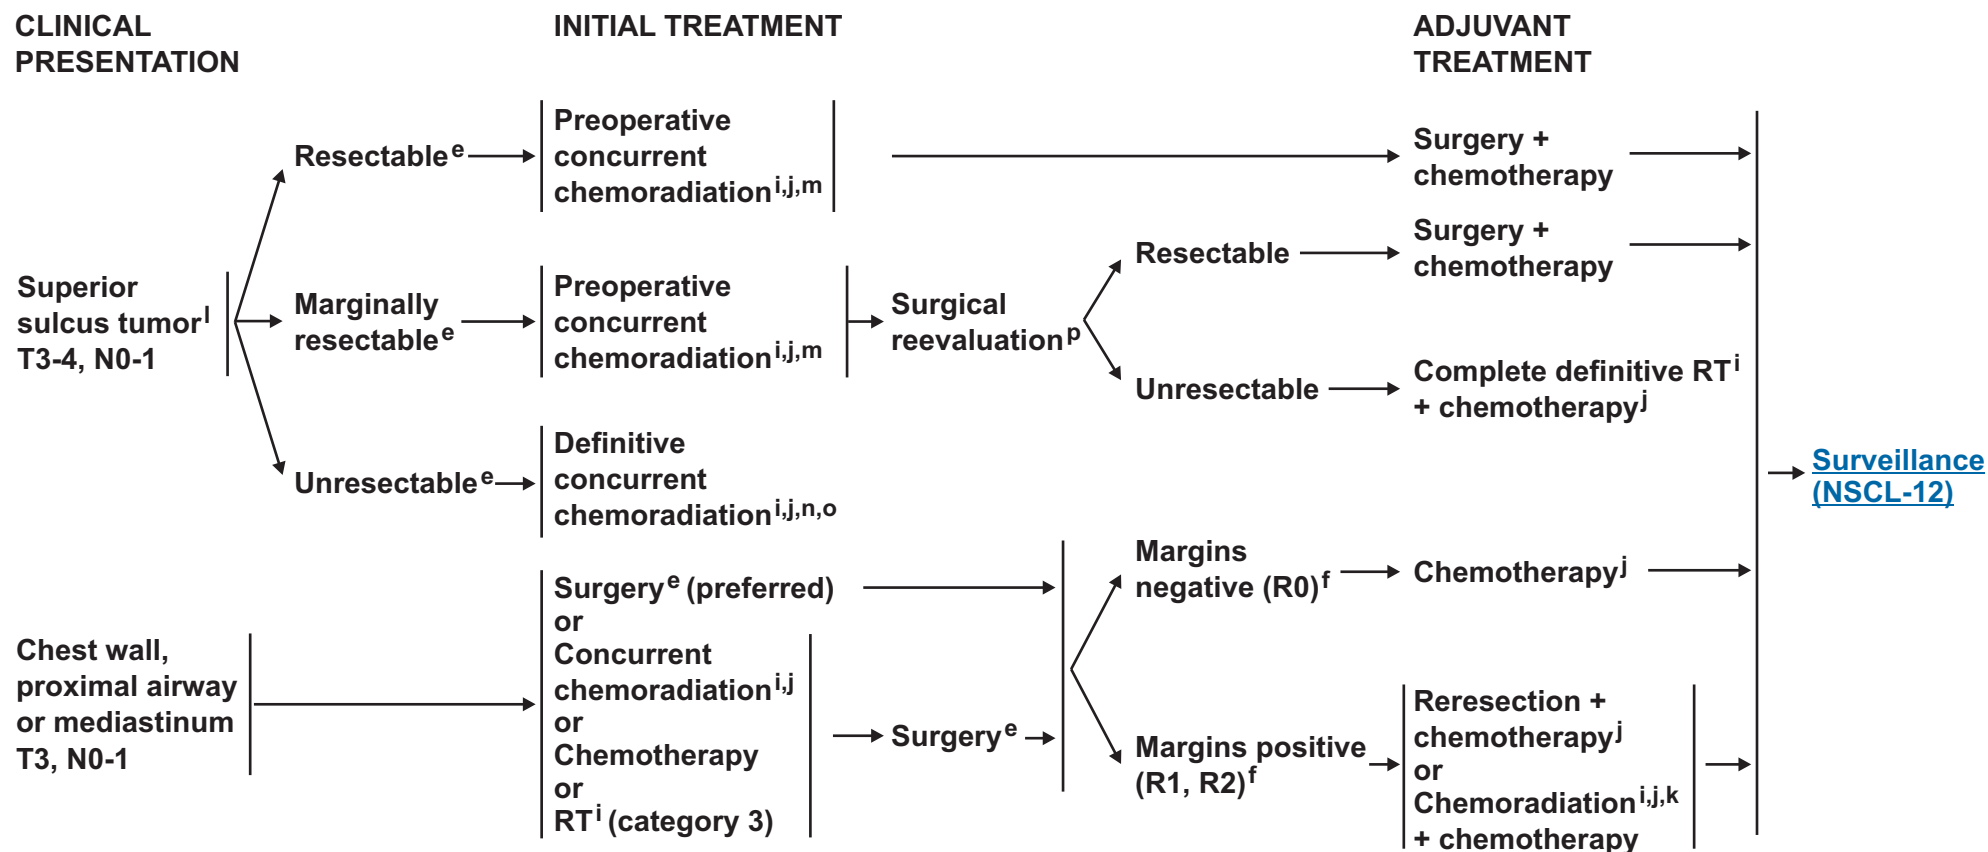 CLINICAL
PRESENTATION
INITIAL TREATMENT
ADJUVANT
TREATMENT
Superior
sulcus tumorˡ
T3-4, N0-1
Resectableᵉ
Preoperative
concurrent
chemoradiationⁱ,ʲ,ᵐ
Surgery +
chemotherapy
Marginally
resectableᵉ
Preoperative
concurrent
chemoradiationⁱ,ʲ,ᵐ
Surgical
reevaluationᵖ
Resectable
Surgery +
chemotherapy
Unresectable
Complete definitive RTⁱ
+ chemotherapyʲ
Unresectableᵉ
Definitive
concurrent
chemoradiationⁱ,ʲ,ⁿ,ᵒ
Surveillance
(NSCL-12)
Chest wall,
proximal airway
or mediastinum
T3, N0-1
Surgeryᵉ (preferred)
or
Concurrent
chemoradiationⁱ,ʲ
or
Chemotherapy
or
RTⁱ (category 3)
Surgeryᵉ
Margins
negative (R0)ᶠ
Chemotherapyʲ
Margins positive
(R1, R2)ᶠ
Reresection +
chemotherapyʲ
or
Chemoradiationⁱ,ʲ,ᵏ
+ chemotherapy